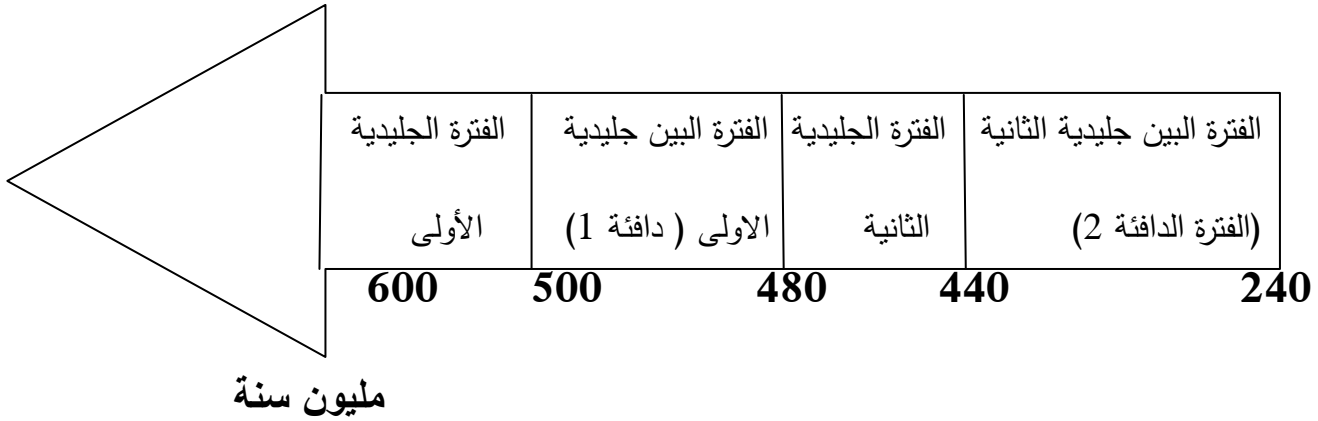 الفترة البين جليدية الثانية
(الفترة الدافئة 2)
الفترة الجليدية
الثانية
الفترة البين جليدية
الاولى ( دافئة 1)
الفترة الجليدية
الأولى
240
440
480
500
600
مليون سنة